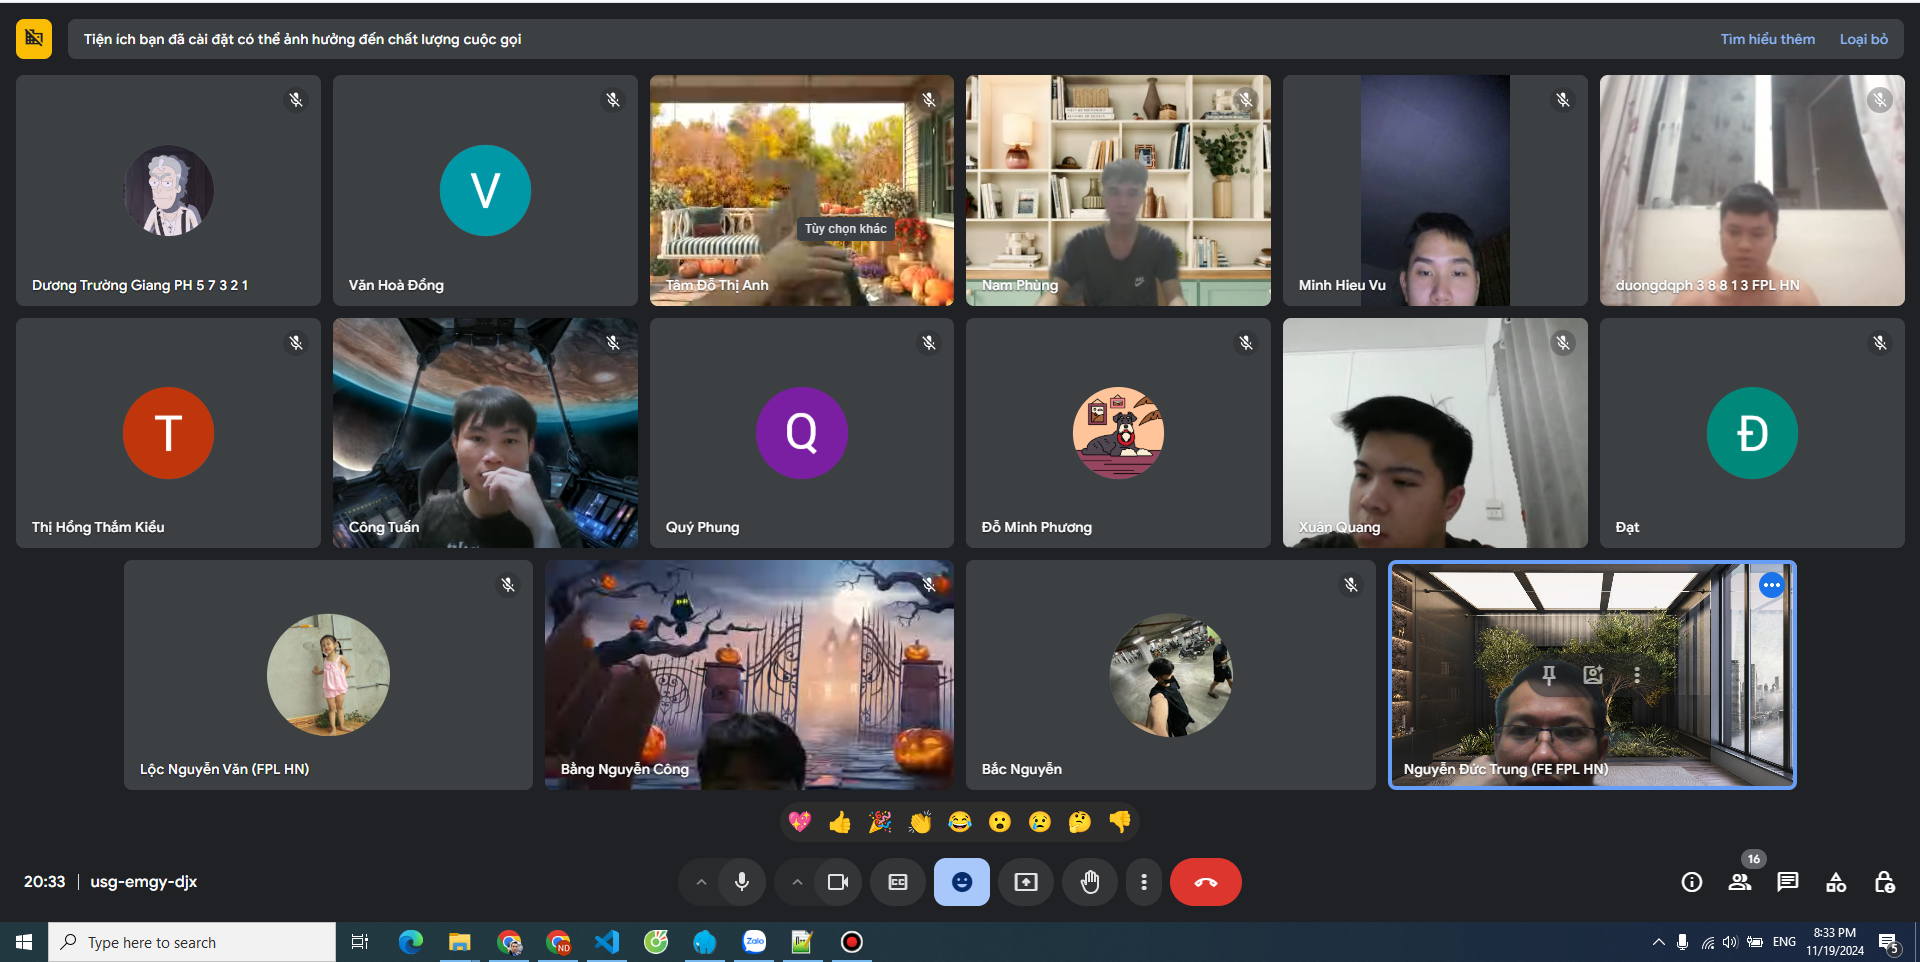 Tiện ích bạn đã cài đặt có thể ảnh hưởng đến chất lượng cuộc gọi
Tìm hiểu thêm
Loại bỏ
Dương Trường Giang PH 5 7 3 2 1
V
Văn Hoà Đồng
Tùy chọn khác
Tâm Đỗ Thị Anh
Nam Phùng
Minh Hieu Vu
duongdqph 3 8 8 1 3 FPL HN
T
Thị Hồng Thắm Kiều
Công Tuấn
Q
Quý Phung
Đỗ Minh Phương
Xuân Quang
Đ
Đạt
Lộc Nguyễn Văn (FPL HN)
Bằng Nguyễn Công
Bắc Nguyễn
Nguyễn Đức Trung (FE FPL HN)
20:33
usg-emgy-djx
16
Type here to search
ND
Zalo
ENG
8:33 PM
11/19/2024
5